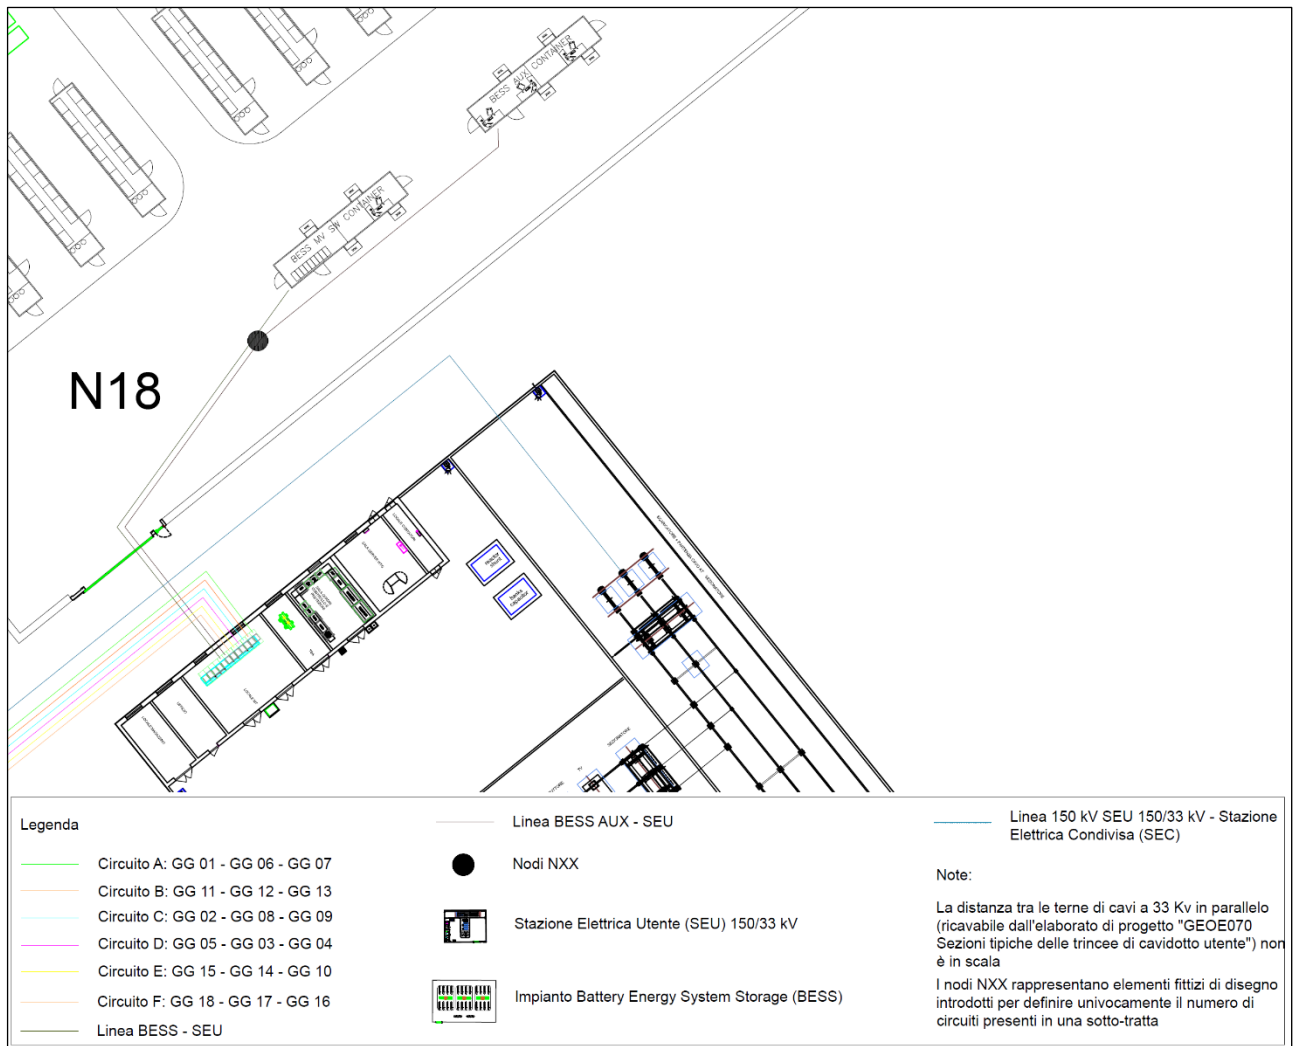 BESS AUX CONTAINER
BESS MV SW CONTAINER
N18
reactor
shunt
banks
capacitor
SEZIONATORE
TV
Legenda
Circuito A: GG 01 - GG 06 - GG 07
Circuito B: GG 11 - GG 12 - GG 13
Circuito C: GG 02 - GG 08 - GG 09
Circuito D: GG 05 - GG 03 - GG 04
Circuito E: GG 15 - GG 14 - GG 10
Circuito F: GG 18 - GG 17 - GG 16
Linea BESS - SEU
Linea BESS AUX - SEU
Nodi NXX
Stazione Elettrica Utente (SEU) 150/33 kV
Impianto Battery Energy System Storage (BESS)
Linea 150 kV SEU 150/33 kV - Stazione
Elettrica Condivisa (SEC)
Note:
La distanza tra le terne di cavi a 33 Kv in parallelo
(ricavabile dall'elaborato di progetto "GEOE070
Sezioni tipiche delle trincee di cavidotto utente") non
è in scala
I nodi NXX rappresentano elementi fittizi di disegno
introdotti per definire univocamente il numero di
circuiti presenti in una sotto-tratta